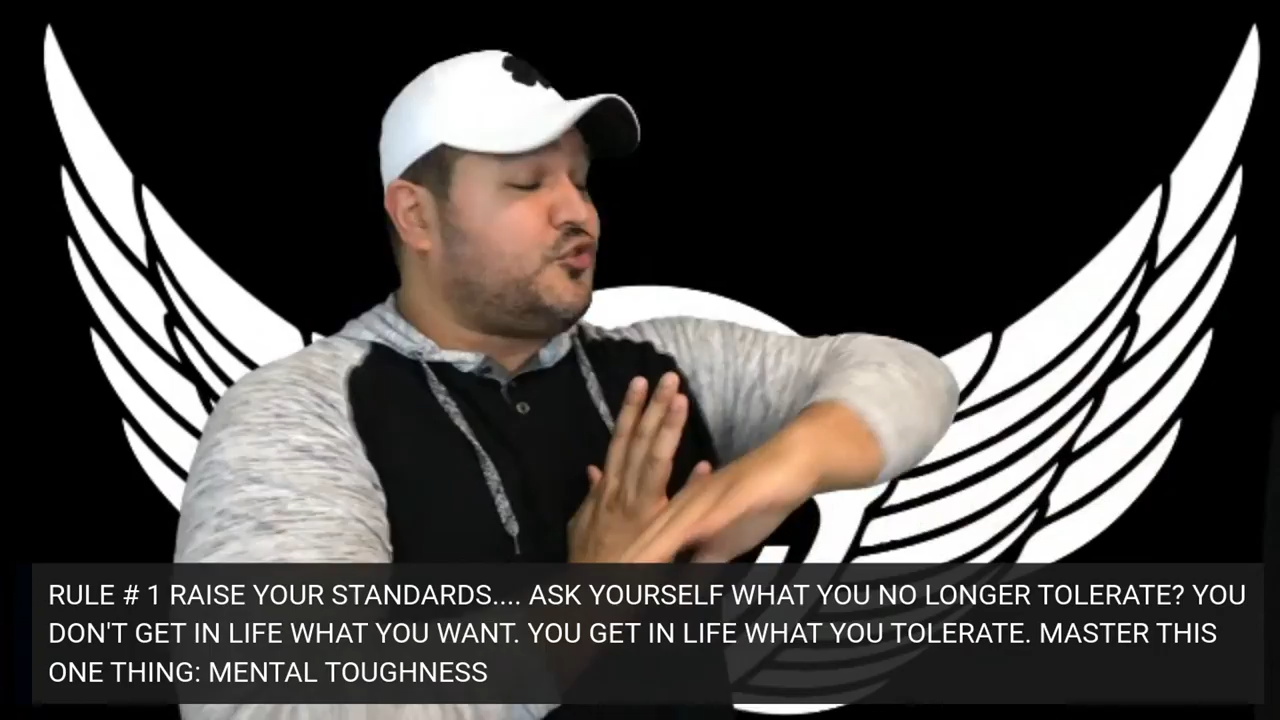 RULE # 1 RAISE YOUR STANDARDS.... ASK YOURSELF WHAT YOU NO LONGER TOLERATE? YOU
DON'T GET IN LIFE WHAT YOU WANT. YOU GET IN LIFE WHAT YOU TOLERATE. MASTER THIS
ONE THING: MENTAL TOUGHNESS